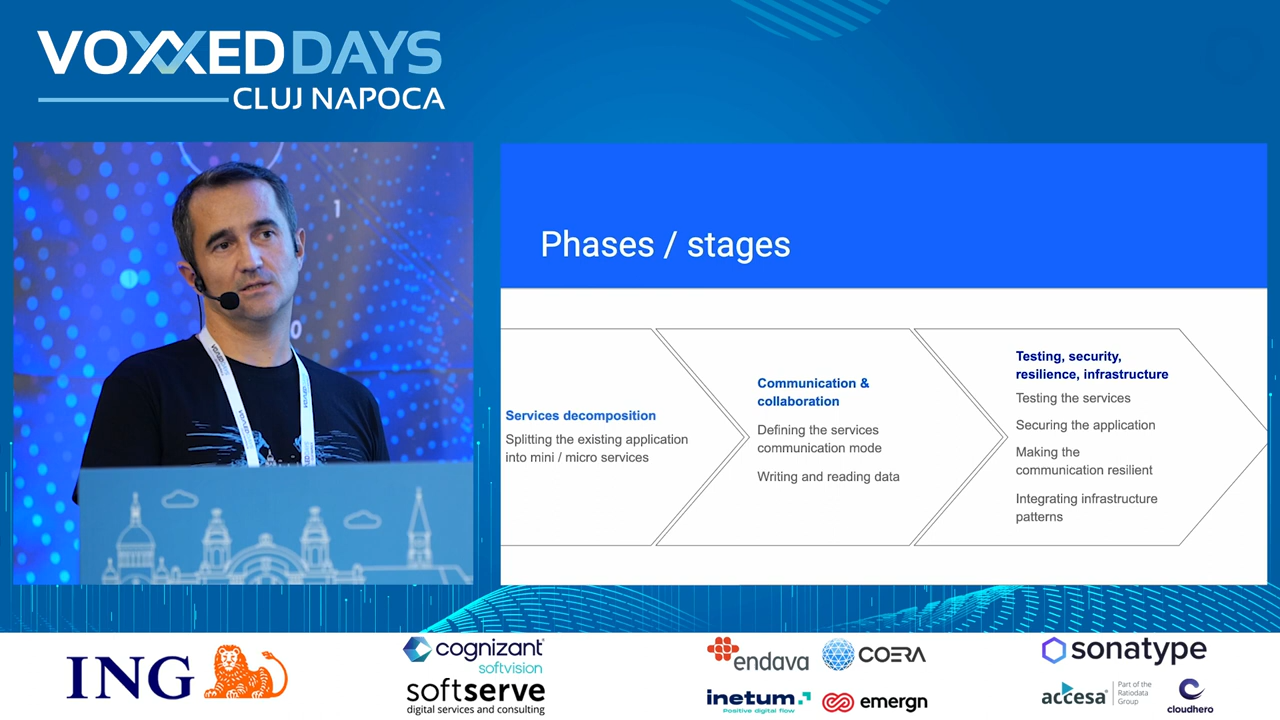 VOXXED DAYS
CLUJ NAPOCA
1
0
Phases / stages
Services decomposition
Splitting the existing application
into mini / micro services
Communication &
collaboration
Defining the services
communication mode
Writing and reading data
Testing, security,
resilience, infrastructure
Testing the services
Securing the application
Making the
communication resilient
Integrating infrastructure
patterns
ING
cognizant
softvision
softserve
digital services and consulting
endava
COERA
inetum.
Positive digital flow
emergn
sonatype
accesa
Part of the
Ratiodata
Group
cloudhero